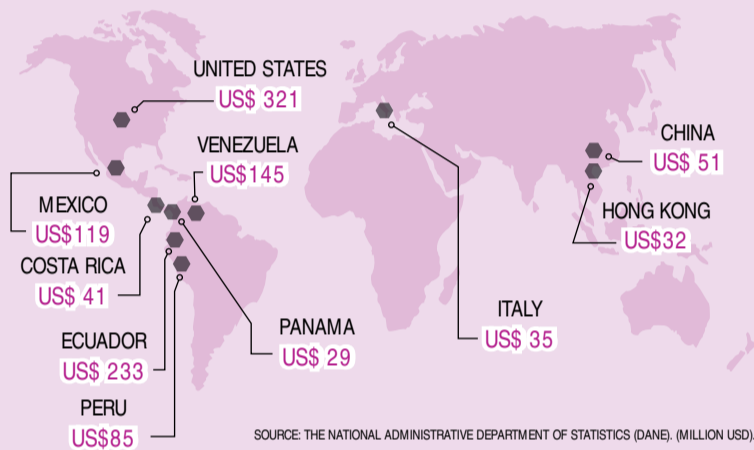 UNITED STATES
US$ 321
VENEZUELA
US$145
MEXICO
US$119
COSTA RICA
US$ 41
ECUADOR
US$ 233
PERU
US$85
PANAMA
US$ 29
ITALY
US$ 35
CHINA
US$ 51
HONG KONG
US$32
SOURCE: THE NATIONAL ADMINISTRATIVE DEPARTMENT OF STATISTICS (DANE). (MILLION USD).